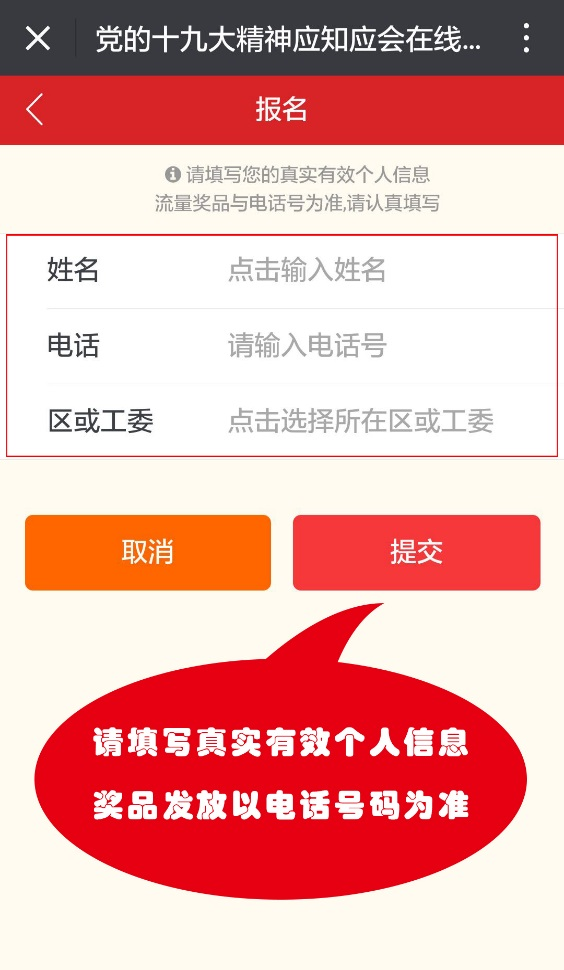 党的十九大精神应知应会在线...
报名
请填写您的真实有效个人信息
流量奖品与电话号为准,请认真填写
姓名 点击输入姓名
电话 请输入电话号
区或工委 点击选择所在区或工委
取消 提交
请填写真实有效个人信息
奖品发放以电话号码为准